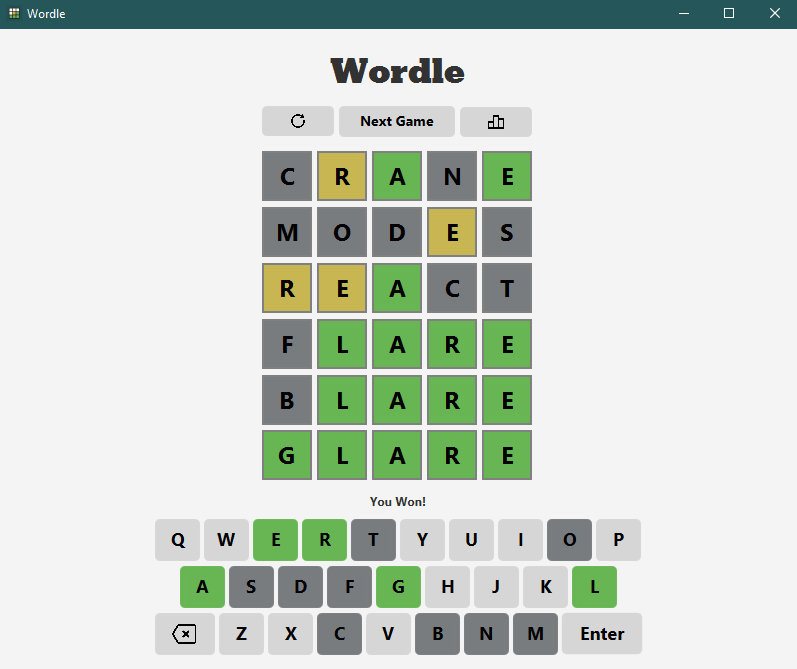 Wordle
Wordle
Next Game
C R A N E
M O D E S
R E A C T
F L A R E
B L A R E
G L A R E
You Won!
Q W E R T Y U I O P
A S D F G H J K L
Z X C V B N M Enter